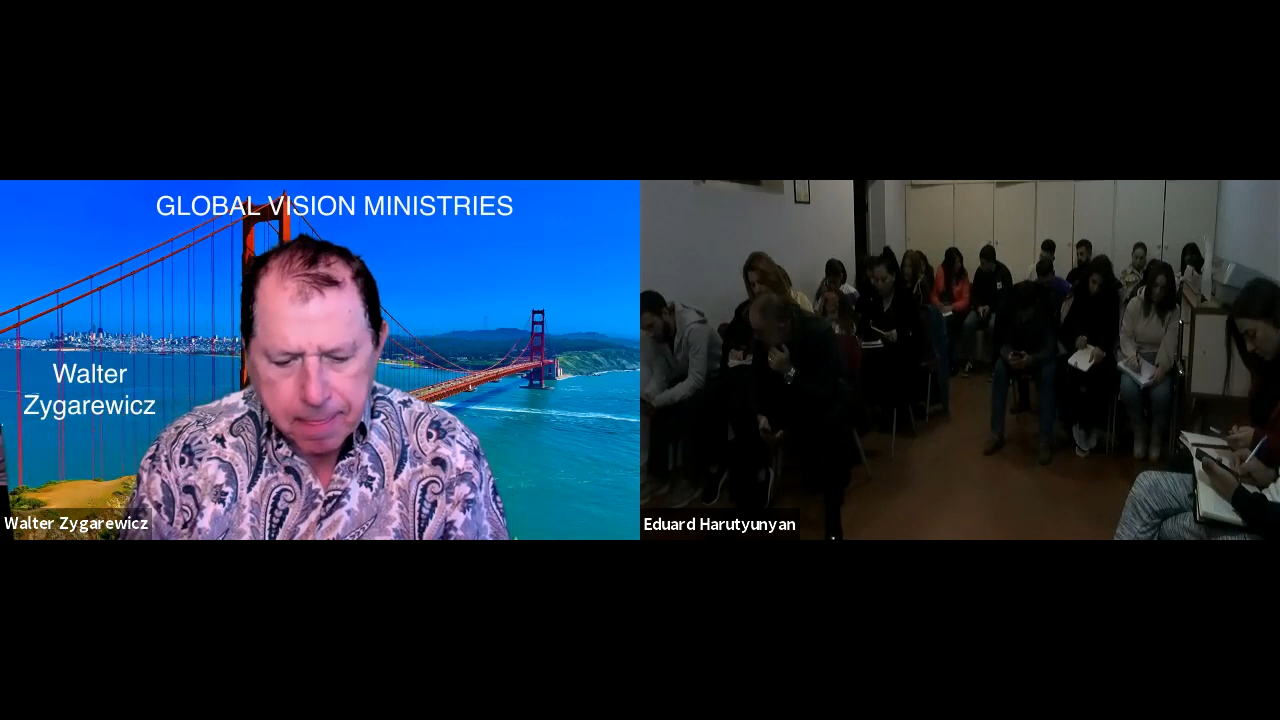 GLOBAL VISION MINISTRIES
Walter
Zygarewicz
Walter Zygarewicz
Eduard Harutyunyan